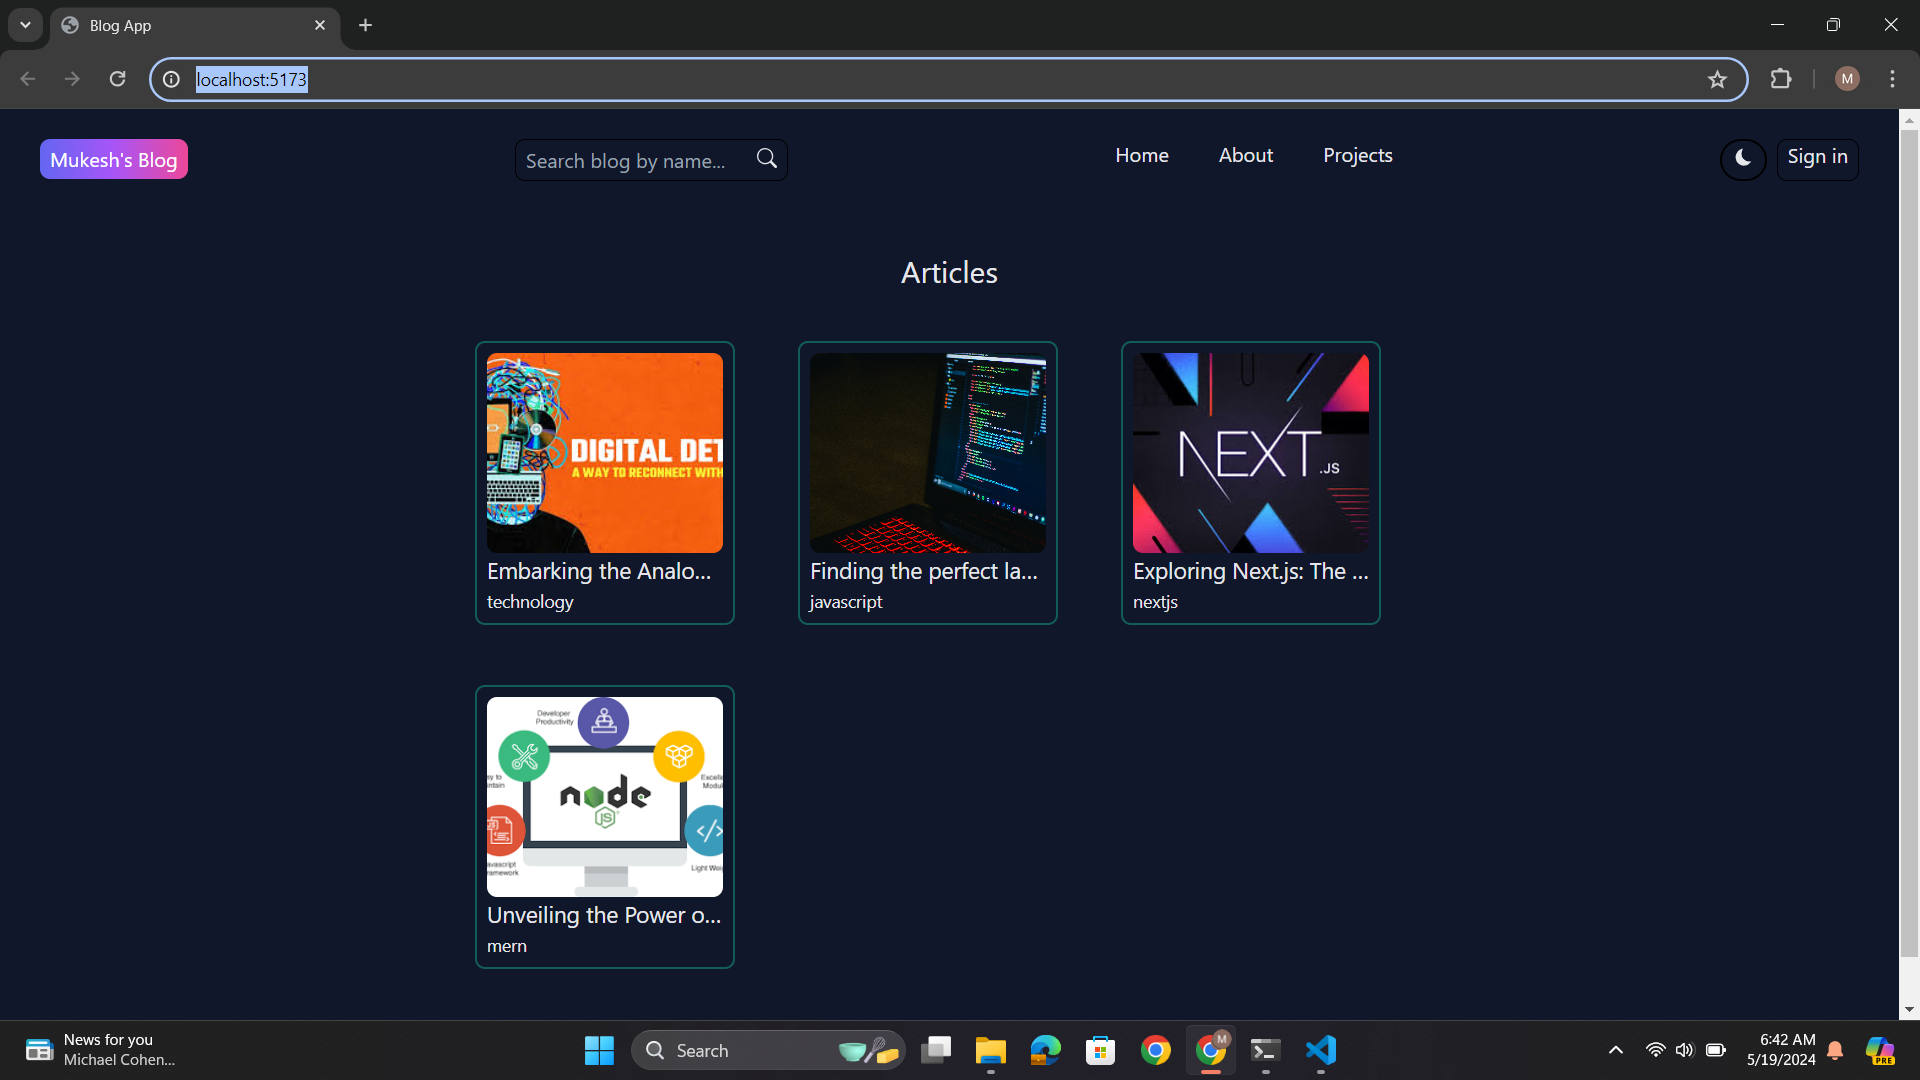 Blog App
localhost:5173
M
Mukesh's Blog
Search blog by name...
Home
About
Projects
Sign in
Articles
DIGITAL DET
A WAY TO RECONNECT WITH
NEXT.JS
Embarking the Analo...
technology
Finding the perfect la...
javascript
Exploring Next.js: The ...
nextjs
Developer
Productivity
node
JS
Light Wei
Unveiling the Power o...
mern
News for you
Michael Cohen...
Search
M
6:42 AM
5/19/2024
PRE